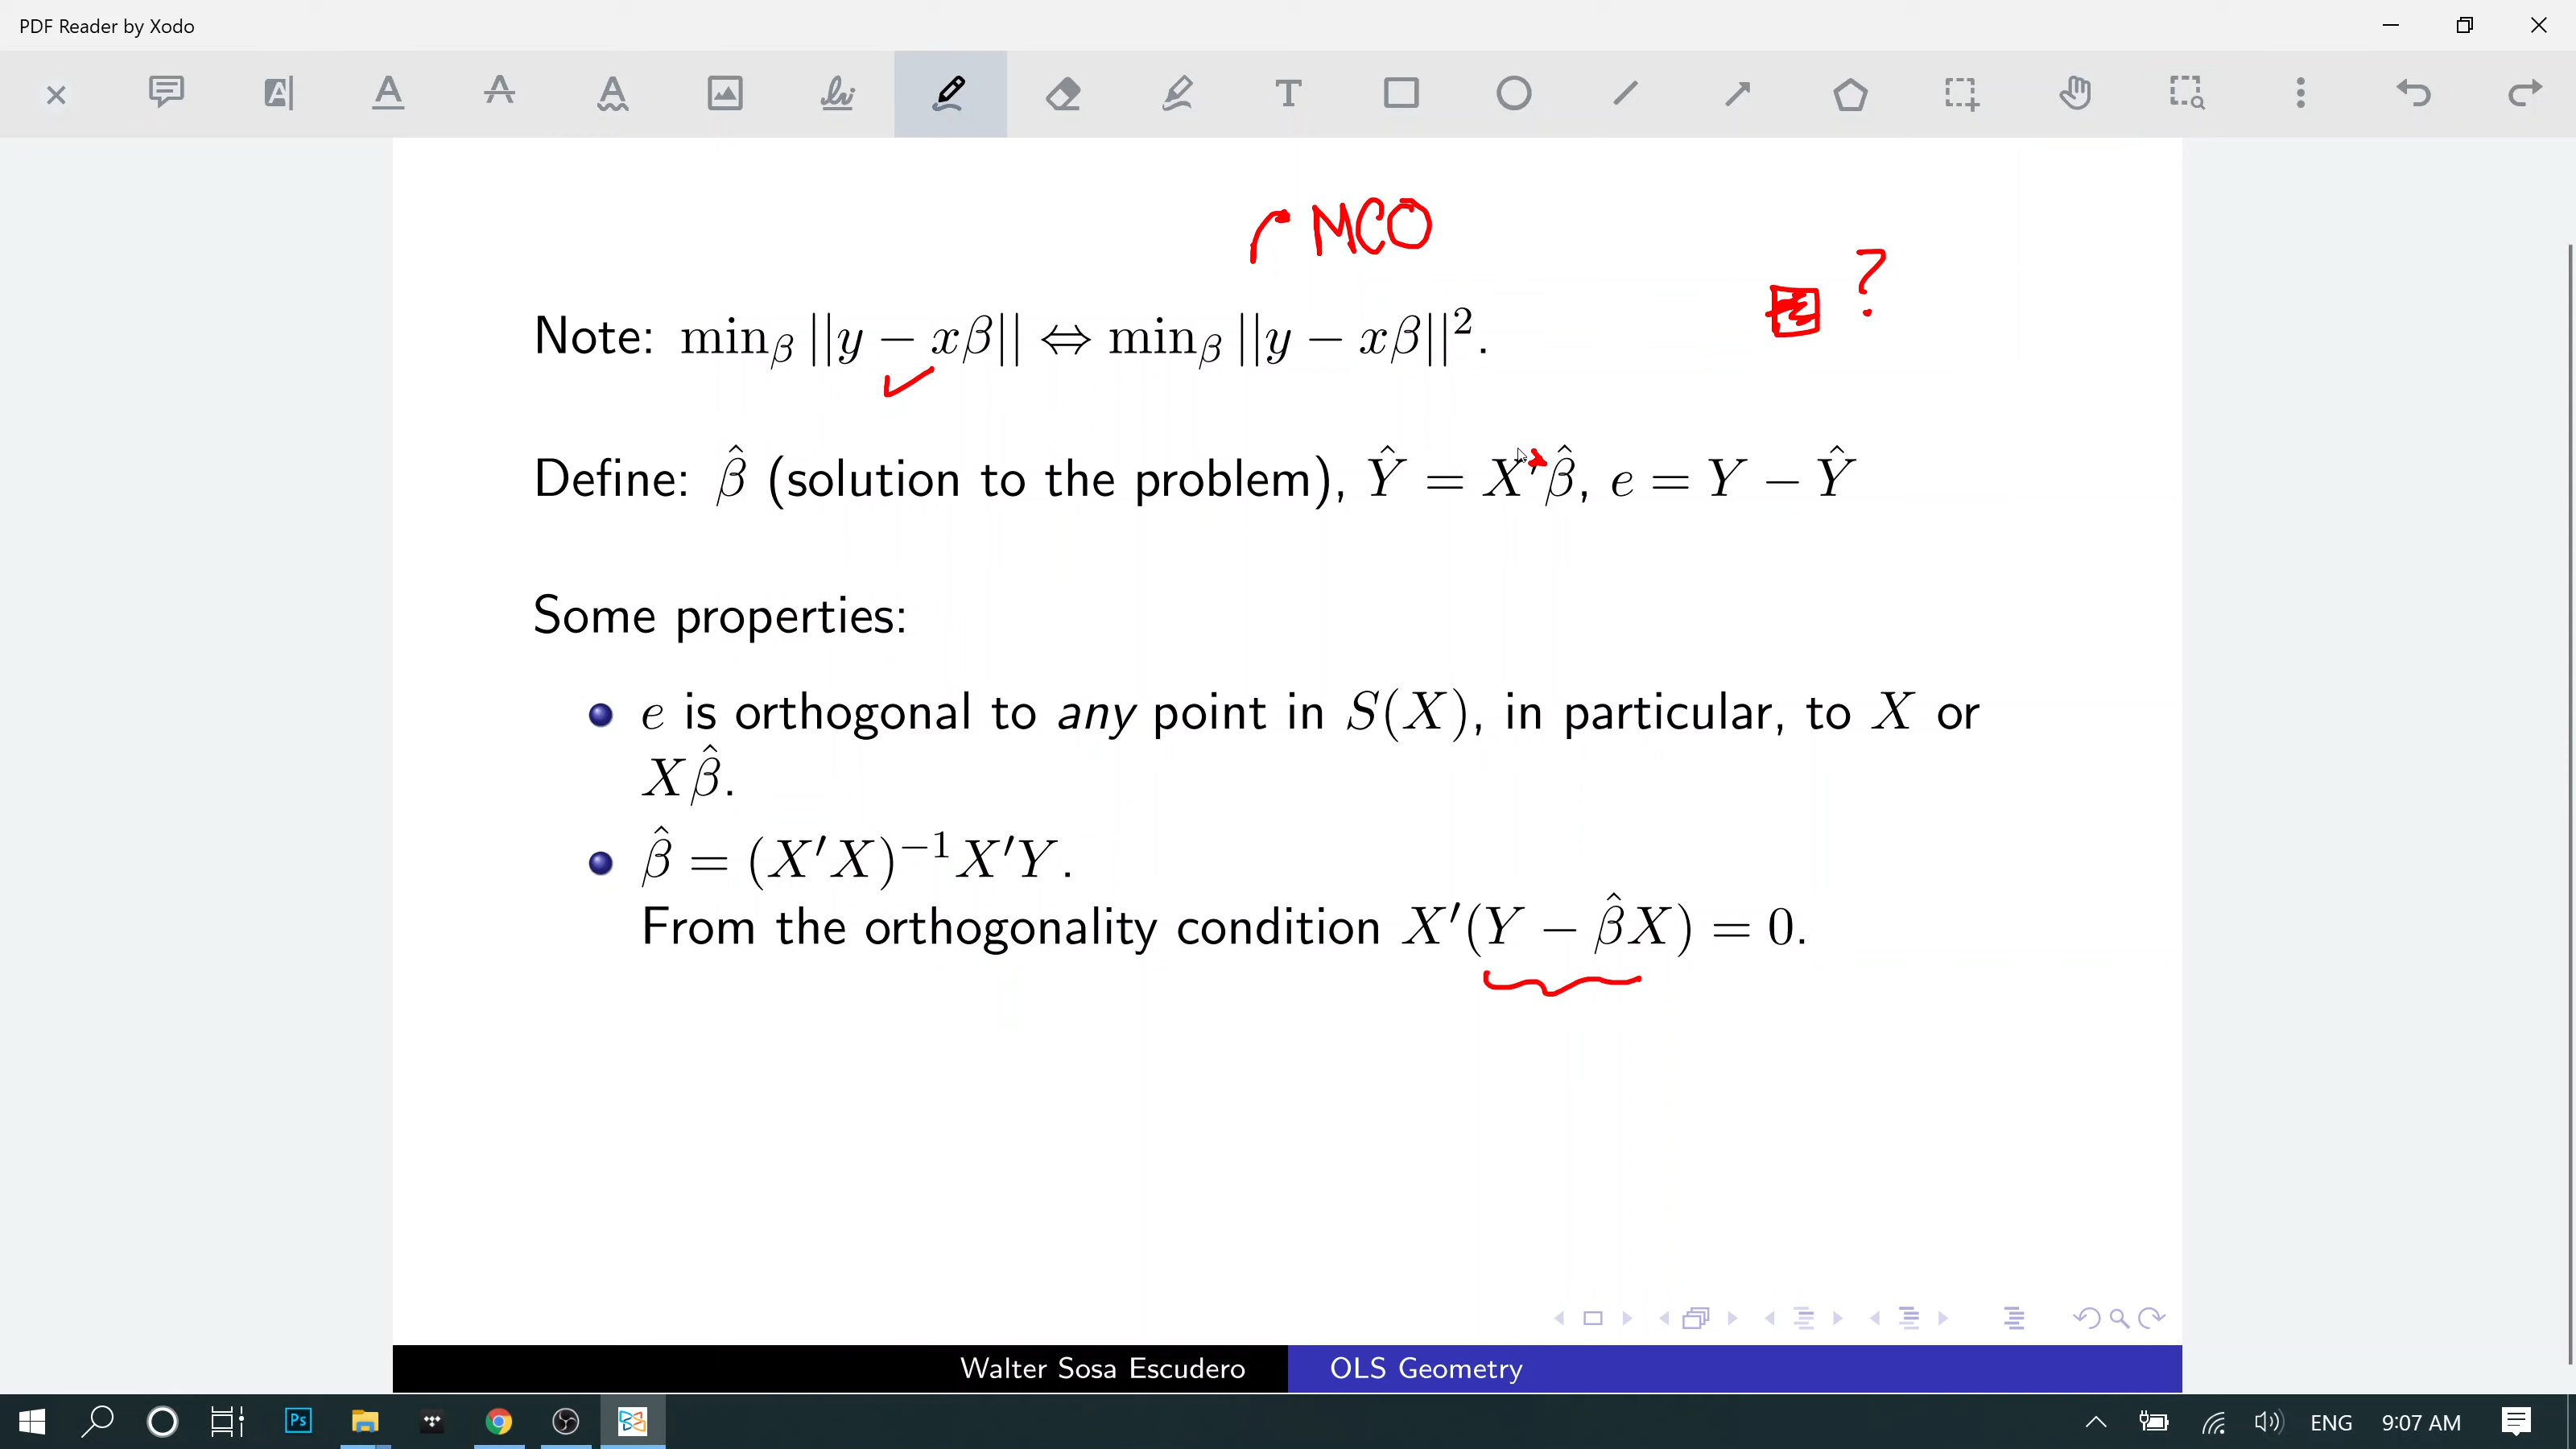 PDF Reader by Xodo
MCO
?
Note: min_β ||y − xβ|| ⇔ min_β ||y − xβ||².
Define: β̂ (solution to the problem), Ŷ = X′β̂, e = Y − Ŷ
Some properties:
e is orthogonal to any point in S(X), in particular, to X or
Xβ̂.
β̂ = (X′X)⁻¹X′Y.
From the orthogonality condition X′(Y − β̂X) = 0.
Walter Sosa Escudero OLS Geometry
Ps
ENG 9:07 AM